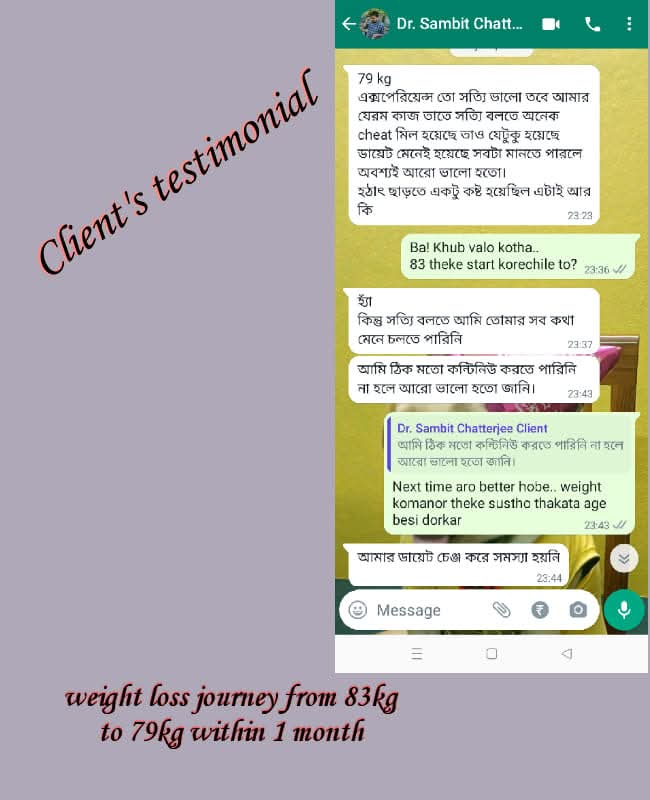 Client's testimonial
Dr. Sambit Chatt...
79 kg
এক্সপেরিয়েন্স তো সত্যি ভালো তবে আমার
যেরম কাজ তাতে সত্যি বলতে অনেক
cheat মিল হয়েছে তাও যেটুকু হয়েছে
ডায়েট মেনেই হয়েছে সবটা মানতে পারলে
অবশ্যই আরো ভালো হতো।
হঠাৎ ছাড়তে একটু কষ্ট হয়েছিল এটাই আর
কি
23:23
Ba! Khub valo kotha..
83 theke start korechile to?
23:36
হ্যাঁ
কিন্তু সত্যি বলতে আমি তোমার সব কথা
মেনে চলতে পারিনি
23:37
আমি ঠিক মতো কন্টিনিউ করতে পারিনি
না হলে আরো ভালো হতো জানি।
23:43
Dr. Sambit Chatterjee Client
আমি ঠিক মতো কন্টিনিউ করতে পারিনি না হলে
আরো ভালো হতো জানি।
Next time aro better hobe.. weight
komanor theke sustho thakata age
besi dorkar
23:43
আমার ডায়েট চেঞ্জ করে সমস্যা হয়নি
23:44
Message
weight loss journey from 83kg
to 79kg within 1 month